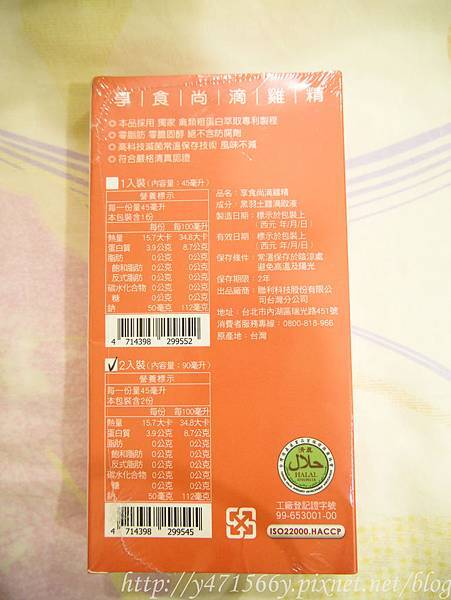 享|食|尚|滴|雞|精
◎本品採用 獨家 禽類短蛋白萃取專利製程
◎零脂肪 零膽固醇 絕不含防腐劑
◎高科技滅菌常溫保存技術 風味不減
◎符合嚴格清真認證
1入裝(內容量:45毫升)
營養標示
每一份量45毫升
本包裝含1份
每份 每100毫升
熱量 15.7大卡 34.8大卡
蛋白質 3.9公克 8.7公克
脂肪 0公克 0公克
飽和脂肪 0公克 0公克
反式脂肪 0公克 0公克
碳水化合物 0公克 0公克
糖 0公克 0公克
鈉 50毫克 112毫克
4 714398 299552
2入裝(內容量:90毫升)
營養標示
每一份量45毫升
本包裝含2份
每份 每100毫升
熱量 15.7大卡 34.8大卡
蛋白質 3.9公克 8.7公克
脂肪 0公克 0公克
飽和脂肪 0公克 0公克
反式脂肪 0公克 0公克
碳水化合物 0公克 0公克
糖 0公克 0公克
鈉 50毫克 112毫克
4 714398 299545
品名:享食尚滴雞精
成分:黑羽土雞滴取液
製造日期:標示於包裝上
(西元 年/月/日)
有效日期:標示於包裝上
(西元 年/月/日)
保存條件:常溫保存於陰涼處
避免高溫及陽光
保存期限:2年
出品廠商:聯利科技股份有限公
司台灣分公司
地址:台北市內湖區陽光路451號
消費者服務專線:0800-818-966
原產地:台灣
清真
حلال
HALAL
工廠登記證字號
99-653001-00
ISO22000.HACCP
http://y471566y.pixnet.net/blog